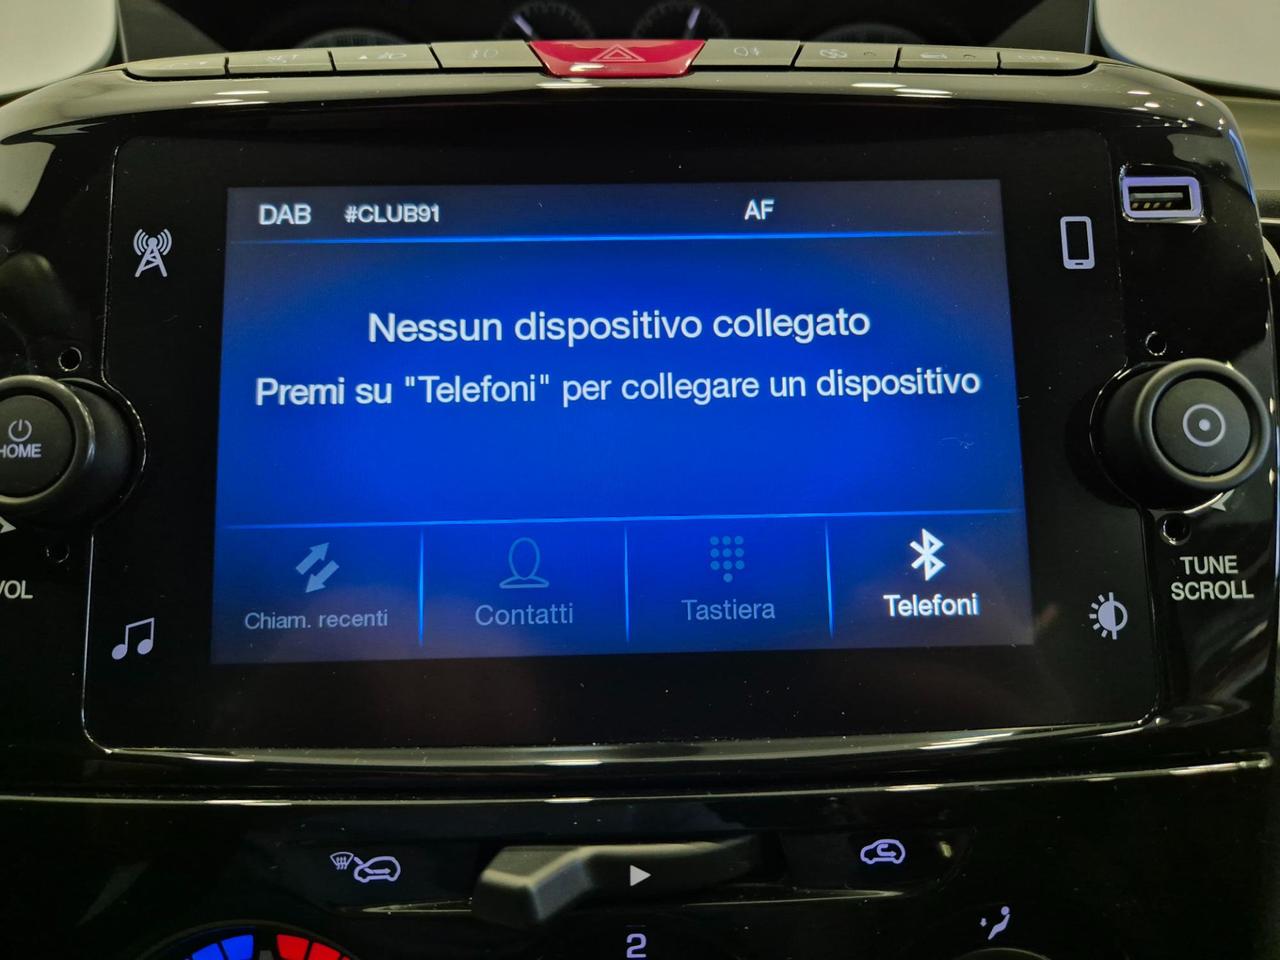 DAB #CLUB91 AF
Nessun dispositivo collegato
Premi su "Telefoni" per collegare un dispositivo
HOME
VOL
Chiam. recenti
Contatti
Tastiera
Telefoni
TUNE
SCROLL
2